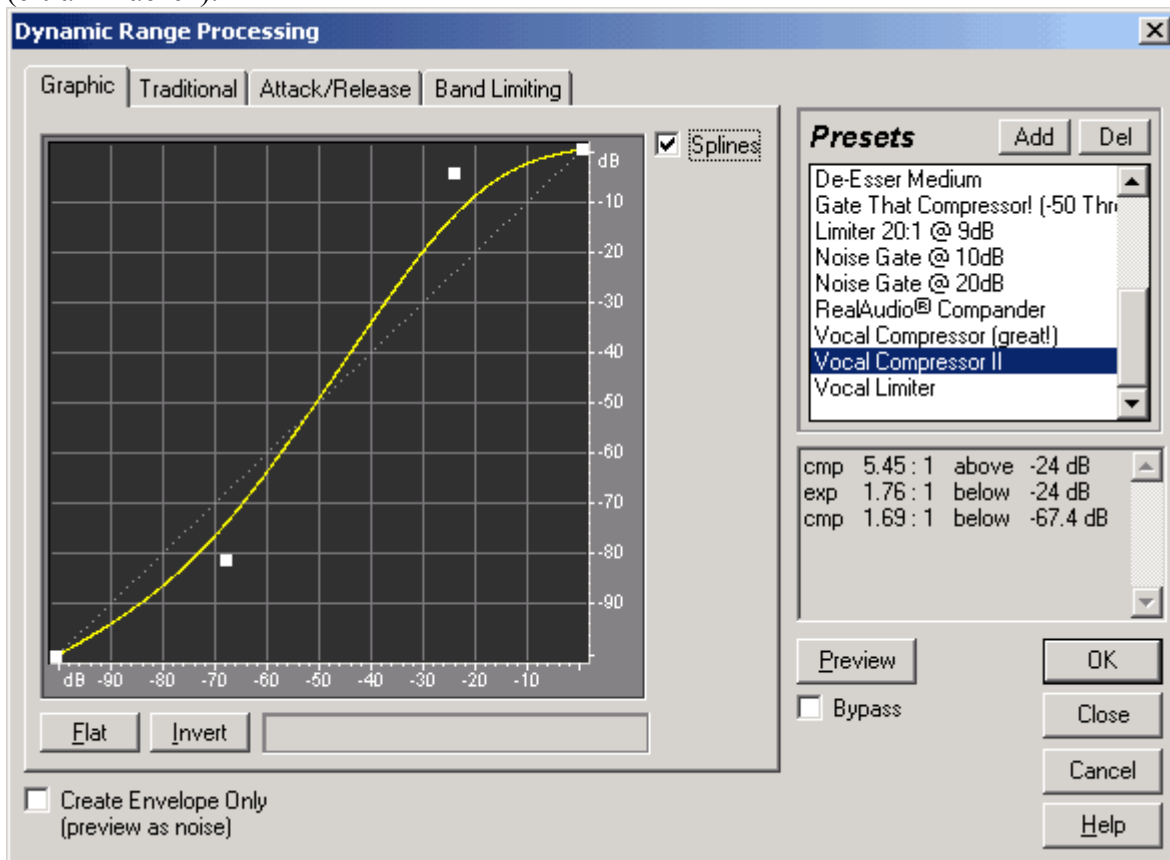 Dynamic Range Processing
Graphic Traditional Attack/Release Band Limiting
Splines
dB
-10
-20
-30
-40
-50
-60
-70
-80
-90
dB -90 -80 -70 -60 -50 -40 -30 -20 -10
Flat Invert
Create Envelope Only
(preview as noise)
Presets Add Del
De-Esser Medium
Gate That Compressor! (-50 Thr
Limiter 20:1 @ 9dB
Noise Gate @ 10dB
Noise Gate @ 20dB
RealAudio® Compander
Vocal Compressor (great!)
Vocal Compressor II
Vocal Limiter
cmp 5.45 : 1 above -24 dB
exp 1.76 : 1 below -24 dB
cmp 1.69 : 1 below -67.4 dB
Preview OK
Bypass Close
Cancel
Help